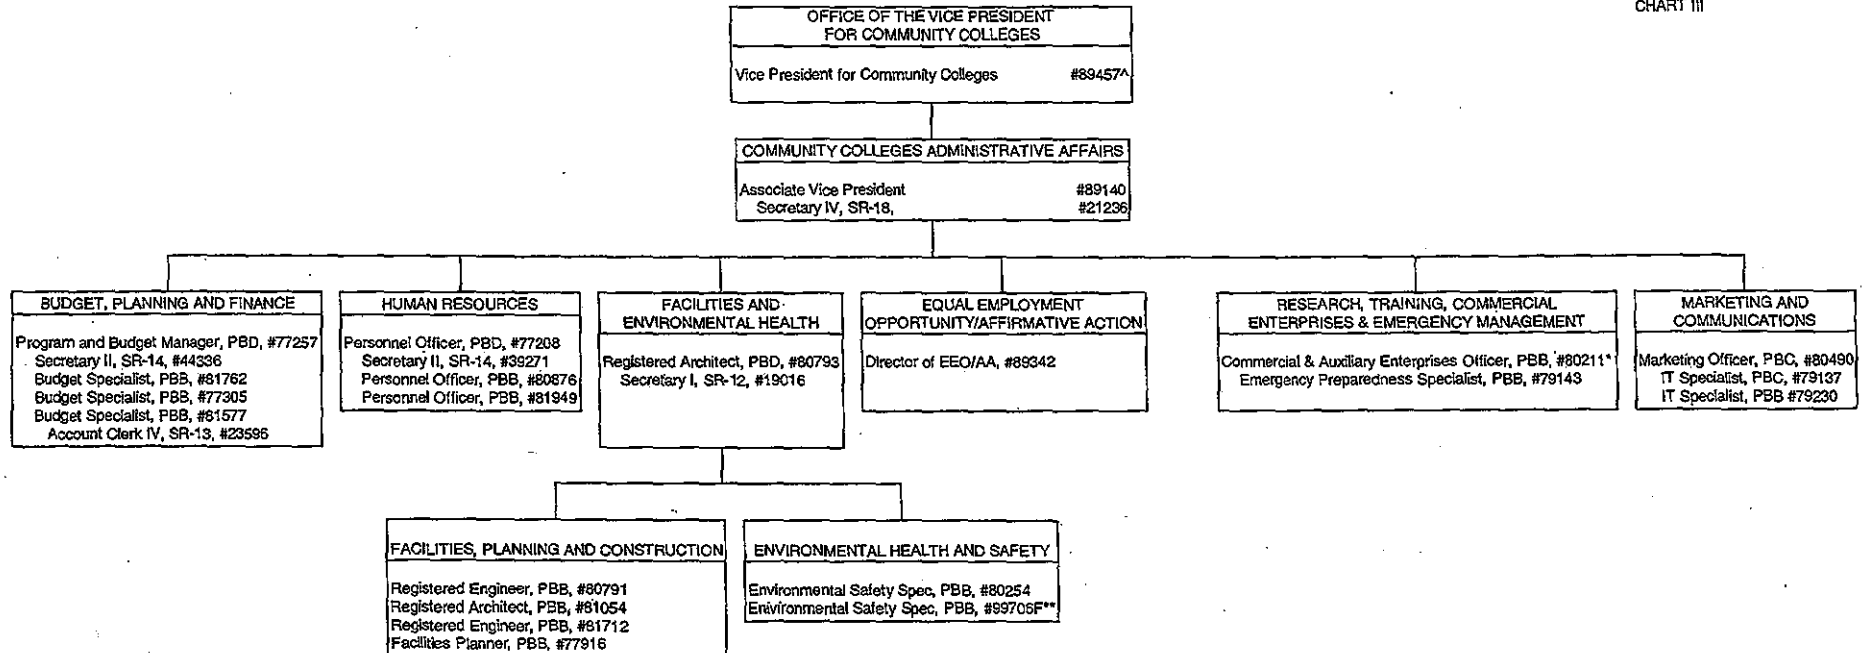 CHART III
OFFICE OF THE VICE PRESIDENT
FOR COMMUNITY COLLEGES
Vice President for Community Colleges #89457^
COMMUNITY COLLEGES ADMINISTRATIVE AFFAIRS
Associate Vice President #89140
Secretary IV, SR-18, #21236
BUDGET, PLANNING AND FINANCE
Program and Budget Manager, PBD, #77257
Secretary II, SR-14, #44336
Budget Specialist, PBB, #81762
Budget Specialist, PBB, #77305
Budget Specialist, PBB, #81577
Account Clerk IV, SR-13, #23596
HUMAN RESOURCES
Personnel Officer, PBD, #77208
Secretary II, SR-14, #39271
Personnel Officer, PBB, #80876
Personnel Officer, PBB, #81949
FACILITIES AND
ENVIRONMENTAL HEALTH
Registered Architect, PBD, #80793
Secretary I, SR-12, #19016
EQUAL EMPLOYMENT
OPPORTUNITY/AFFIRMATIVE ACTION
Director of EEO/AA, #89342
RESEARCH, TRAINING, COMMERCIAL
ENTERPRISES & EMERGENCY MANAGEMENT
Commercial & Auxiliary Enterprises Officer, PBB, #80211*
Emergency Preparedness Specialist, PBB, #79143
MARKETING AND
COMMUNICATIONS
Marketing Officer, PBC, #80490
IT Specialist, PBC, #79137
IT Specialist, PBB #79230
FACILITIES, PLANNING AND CONSTRUCTION
Registered Engineer, PBB, #80791
Registered Architect, PBB, #81054
Registered Engineer, PBB, #81712
Facilities Planner, PBB, #77916
ENVIRONMENTAL HEALTH AND SAFETY
Environmental Safety Spec, PBB, #80254
Environmental Safety Spec, PBB, #99706F**